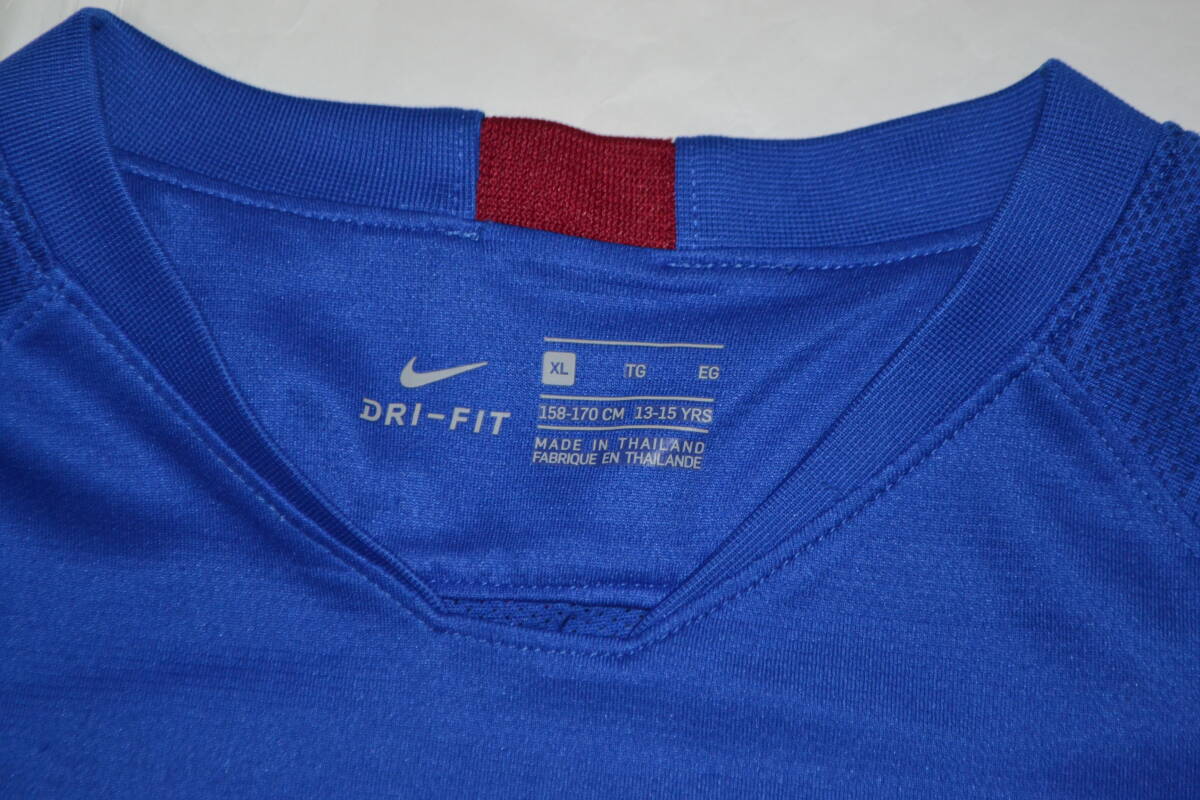 DRI-FIT
XL TG EG
158-170 CM 13-15 YRS
MADE IN THAILAND
FABRIQUE EN THAILANDE